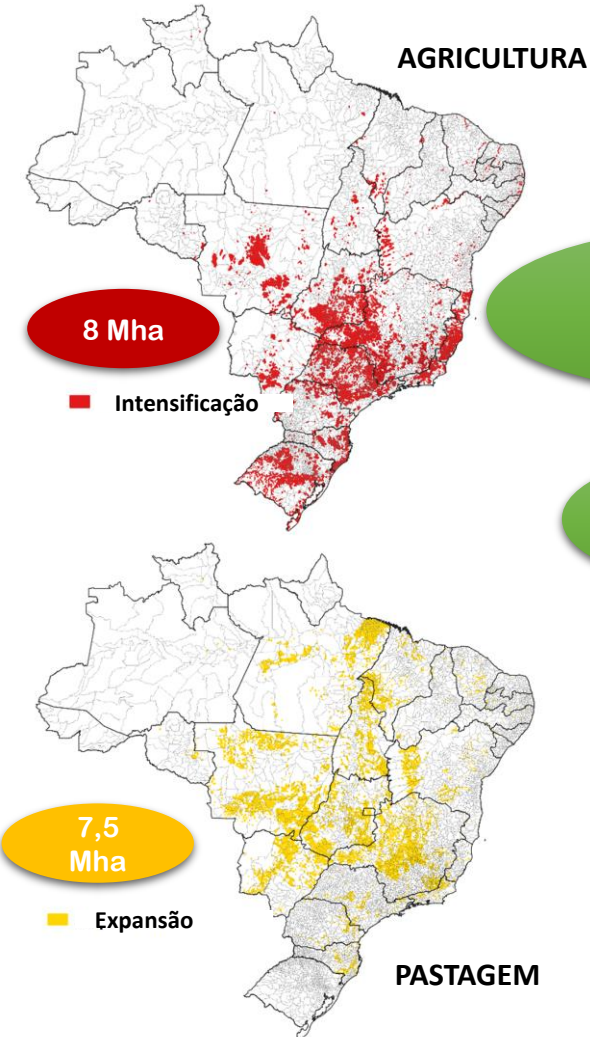 AGRICULTURA
8 Mha
Intensificação
7,5
Mha
Expansão
PASTAGEM